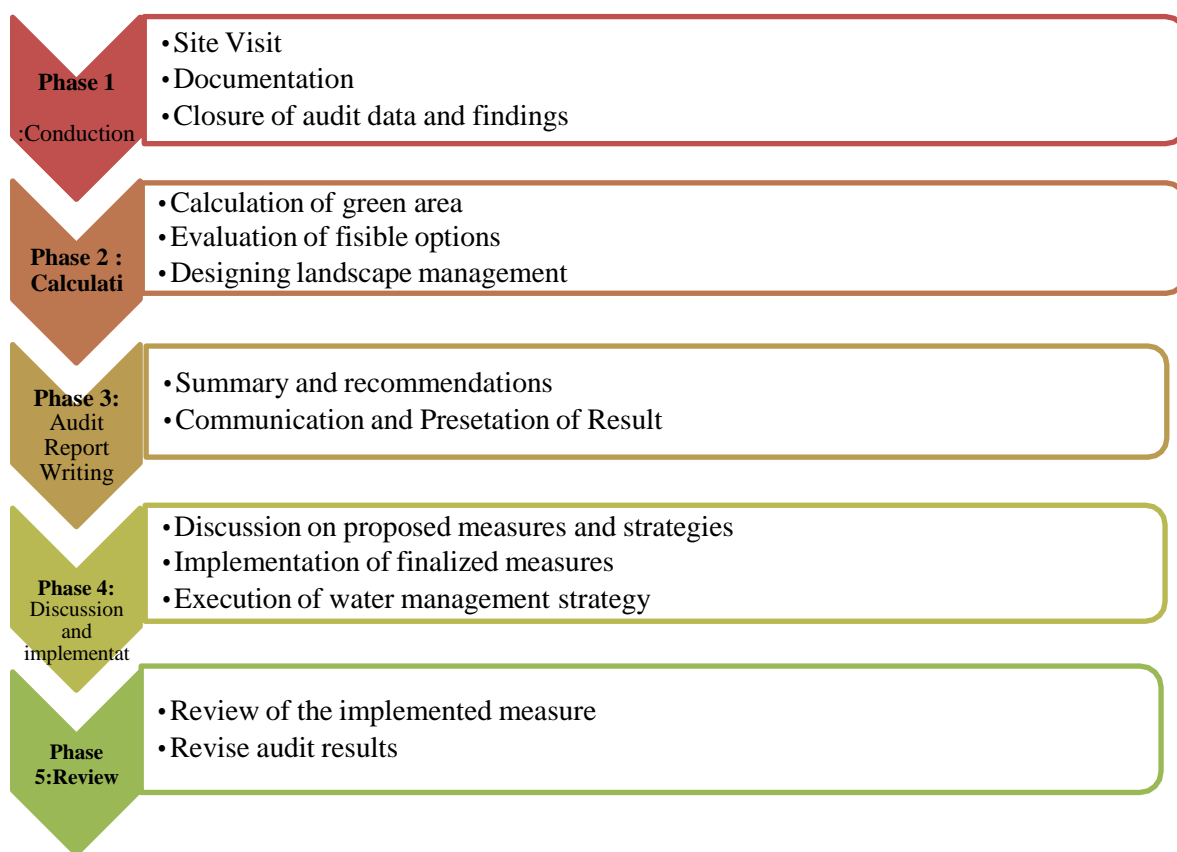 Phase 1
:Conduction
•Site Visit
•Documentation
•Closure of audit data and findings
Phase 2 :
Calculati
•Calculation of green area
•Evaluation of fisible options
•Designing landscape management
Phase 3:
Audit
Report
Writing
•Summary and recommendations
•Communication and Presetation of Result
Phase 4:
Discussion
and
implementat
•Discussion on proposed measures and strategies
•Implementation of finalized measures
•Execution of water management strategy
Phase
5:Review
•Review of the implemented measure
•Revise audit results